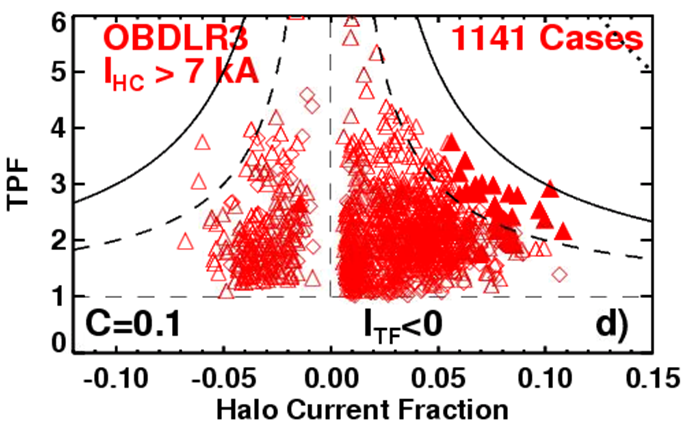 OBDLR3
1141 Cases
I_HC > 7 kA
TPF
6
5
4
3
2
1
0
C=0.1
I_TF<0
d)
-0.10 -0.05 0.00 0.05 0.10 0.15
Halo Current Fraction